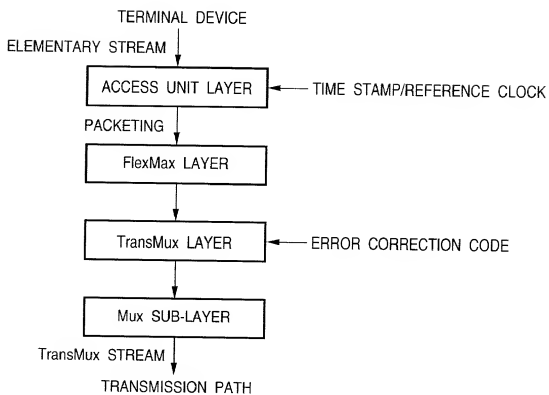 TERMINAL DEVICE
ELEMENTARY STREAM
ACCESS UNIT LAYER
TIME STAMP/REFERENCE CLOCK
PACKETING
FlexMax LAYER
TransMux LAYER
ERROR CORRECTION CODE
Mux SUB-LAYER
TransMux STREAM
TRANSMISSION PATH